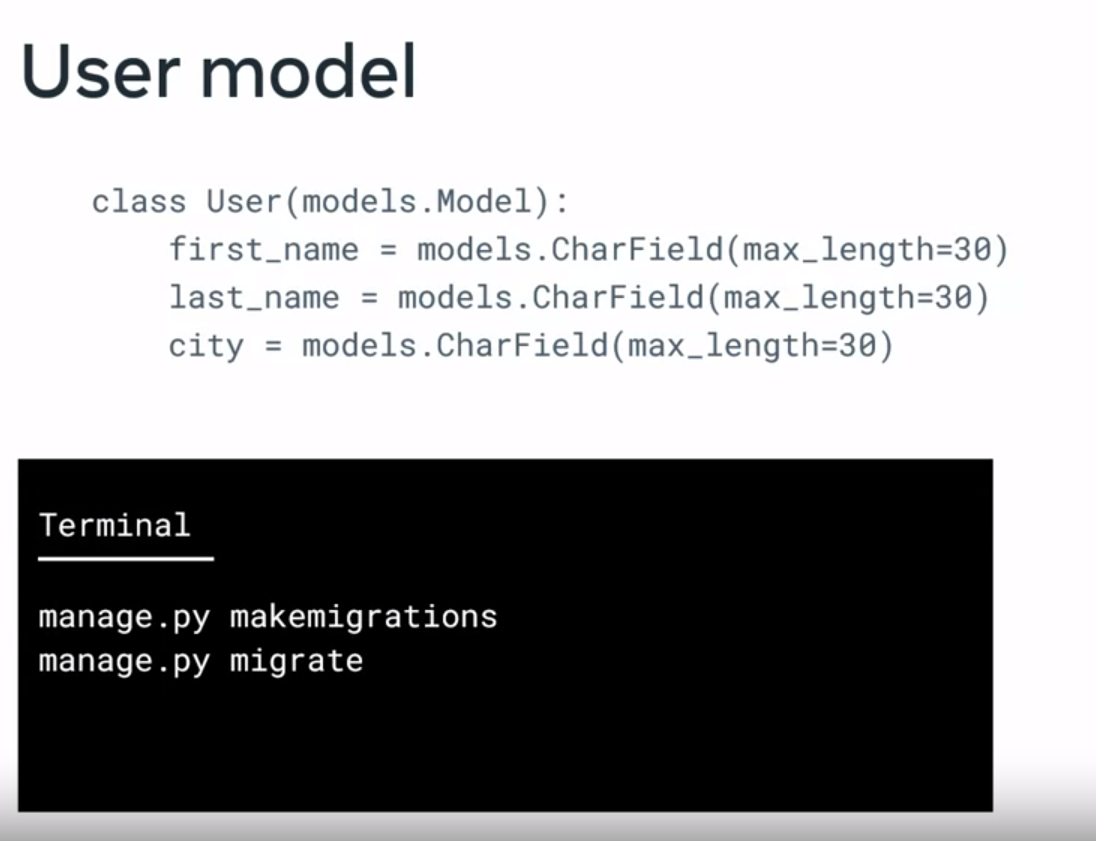 User model
class User(models.Model):
    first_name = models.CharField(max_length=30)
    last_name = models.CharField(max_length=30)
    city = models.CharField(max_length=30)
Terminal
manage.py makemigrations
manage.py migrate